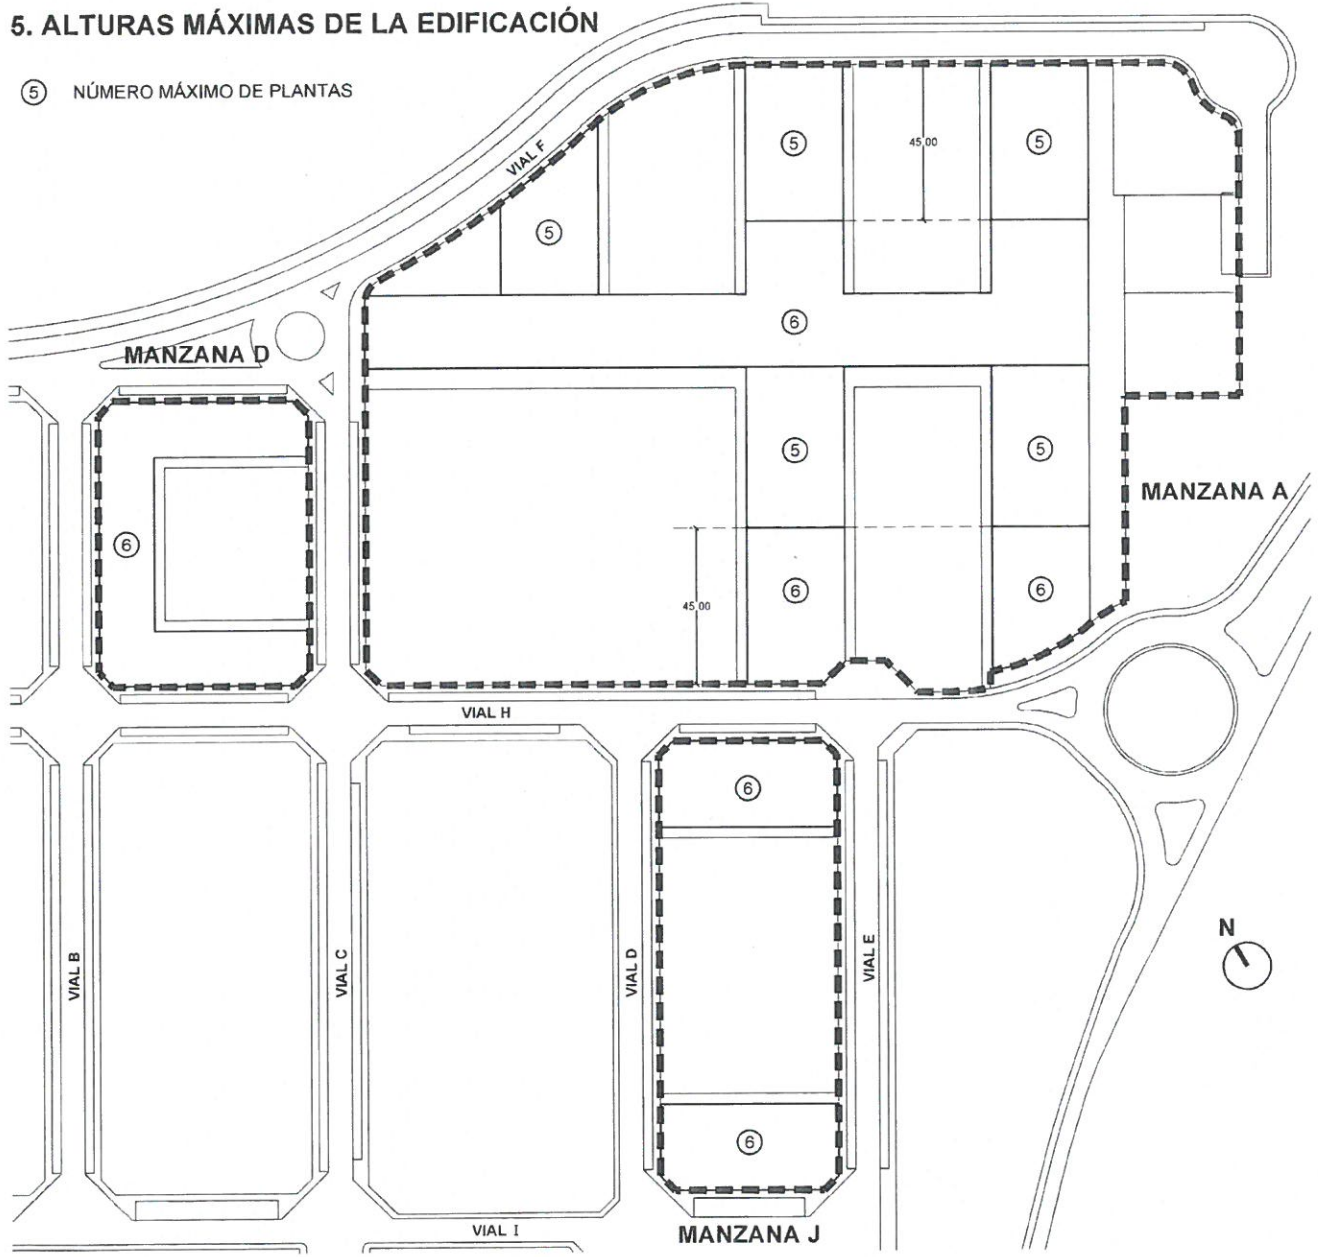 5. ALTURAS MÁXIMAS DE LA EDIFICACIÓN
5 NÚMERO MÁXIMO DE PLANTAS
VIAL F
5
45.00
5
5
6
MANZANA D
5
5
MANZANA A
6
6
6
45.00
VIAL H
6
N
VIAL B
VIAL C
VIAL D
VIAL E
6
VIAL I
MANZANA J